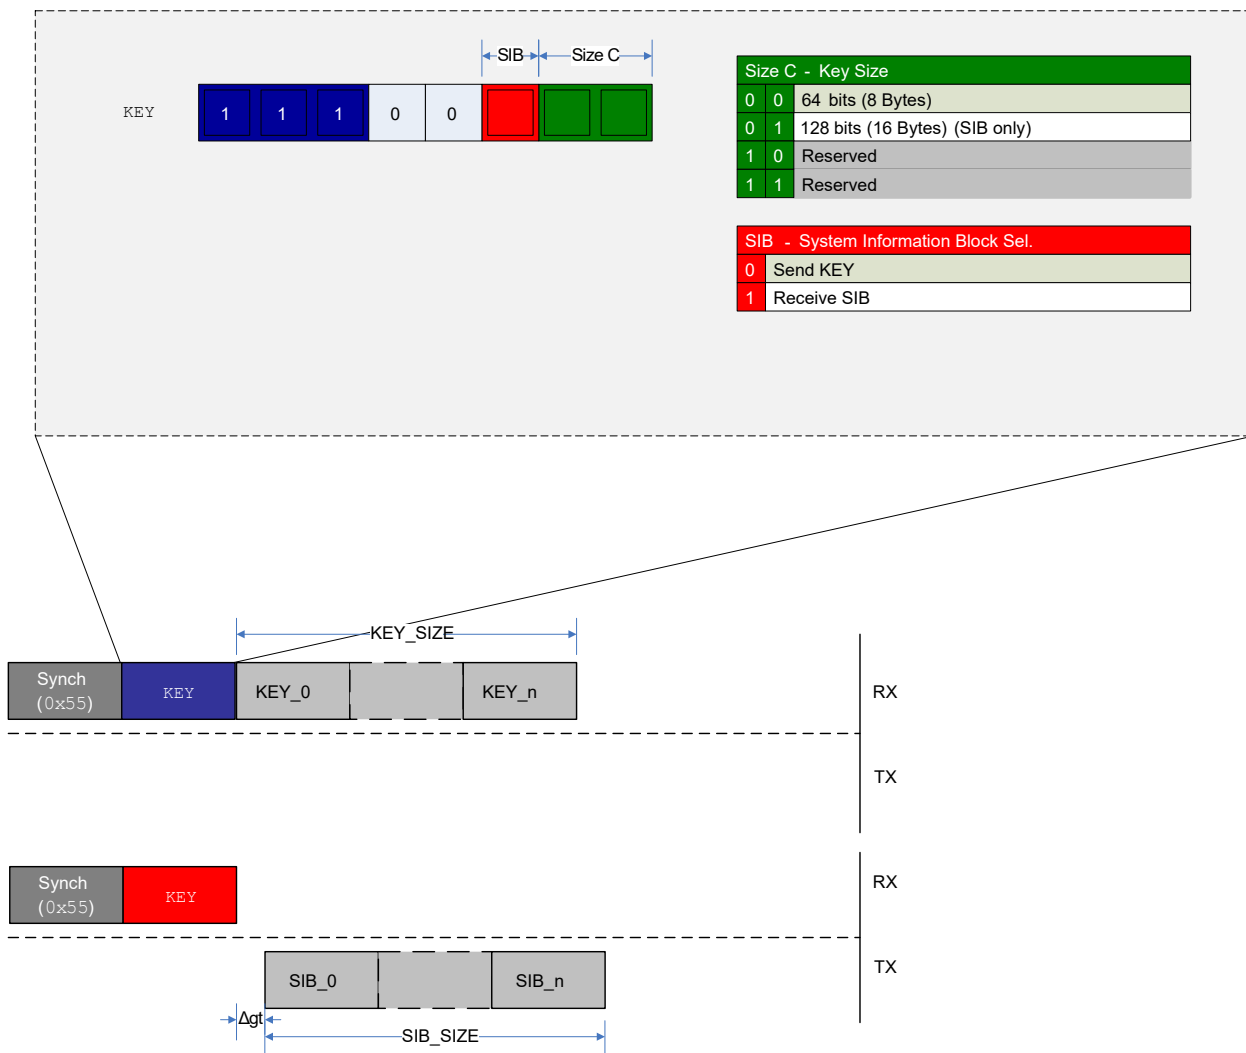 SIB
Size C
KEY
1 1 1 0 0
Size C - Key Size
0 0 64 bits (8 Bytes)
0 1 128 bits (16 Bytes) (SIB only)
1 0 Reserved
1 1 Reserved
SIB - System Information Block Sel.
0 Send KEY
1 Receive SIB
KEY_SIZE
Synch
(0x55)
KEY
KEY_0
KEY_n
RX
TX
Synch
(0x55)
KEY
RX
SIB_0
SIB_n
TX
Δgt
SIB_SIZE